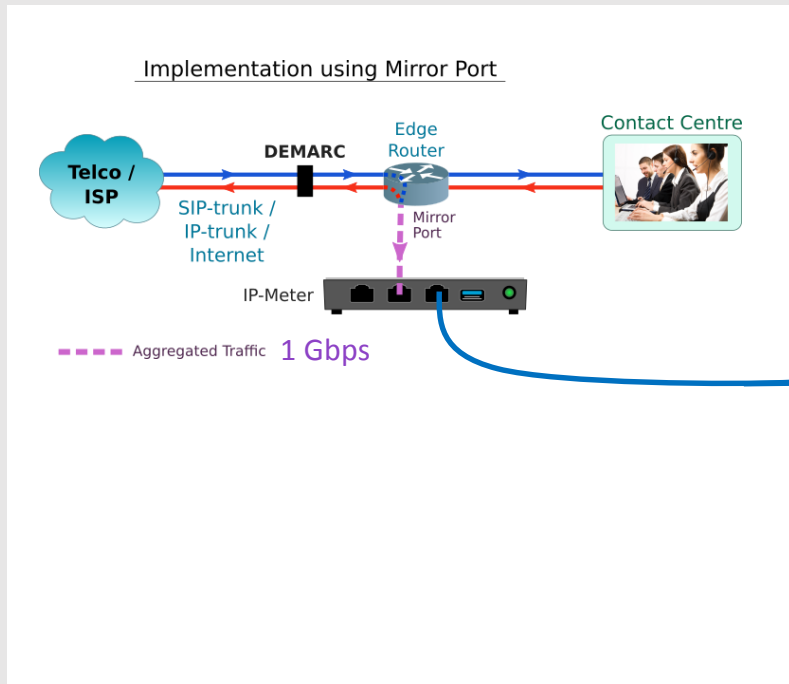 Implementation using Mirror Port
Telco /
ISP
DEMARC
Edge
Router
Contact Centre
SIP-trunk /
IP-trunk /
Internet
Mirror
Port
IP-Meter
Aggregated Traffic 1 Gbps